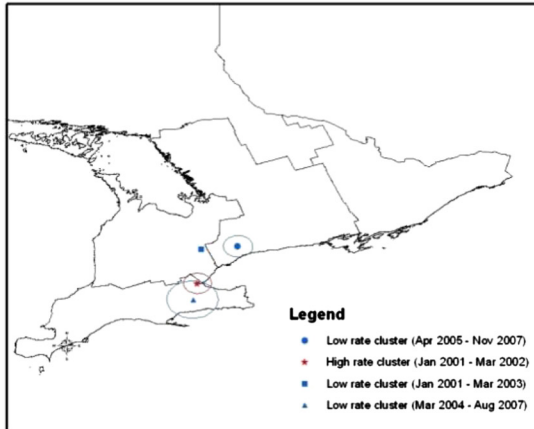 Legend
Low rate cluster (Apr 2005 - Nov 2007)
High rate cluster (Jan 2001 - Mar 2002)
Low rate cluster (Jan 2001 - Mar 2003)
Low rate cluster (Mar 2004 - Aug 2007)